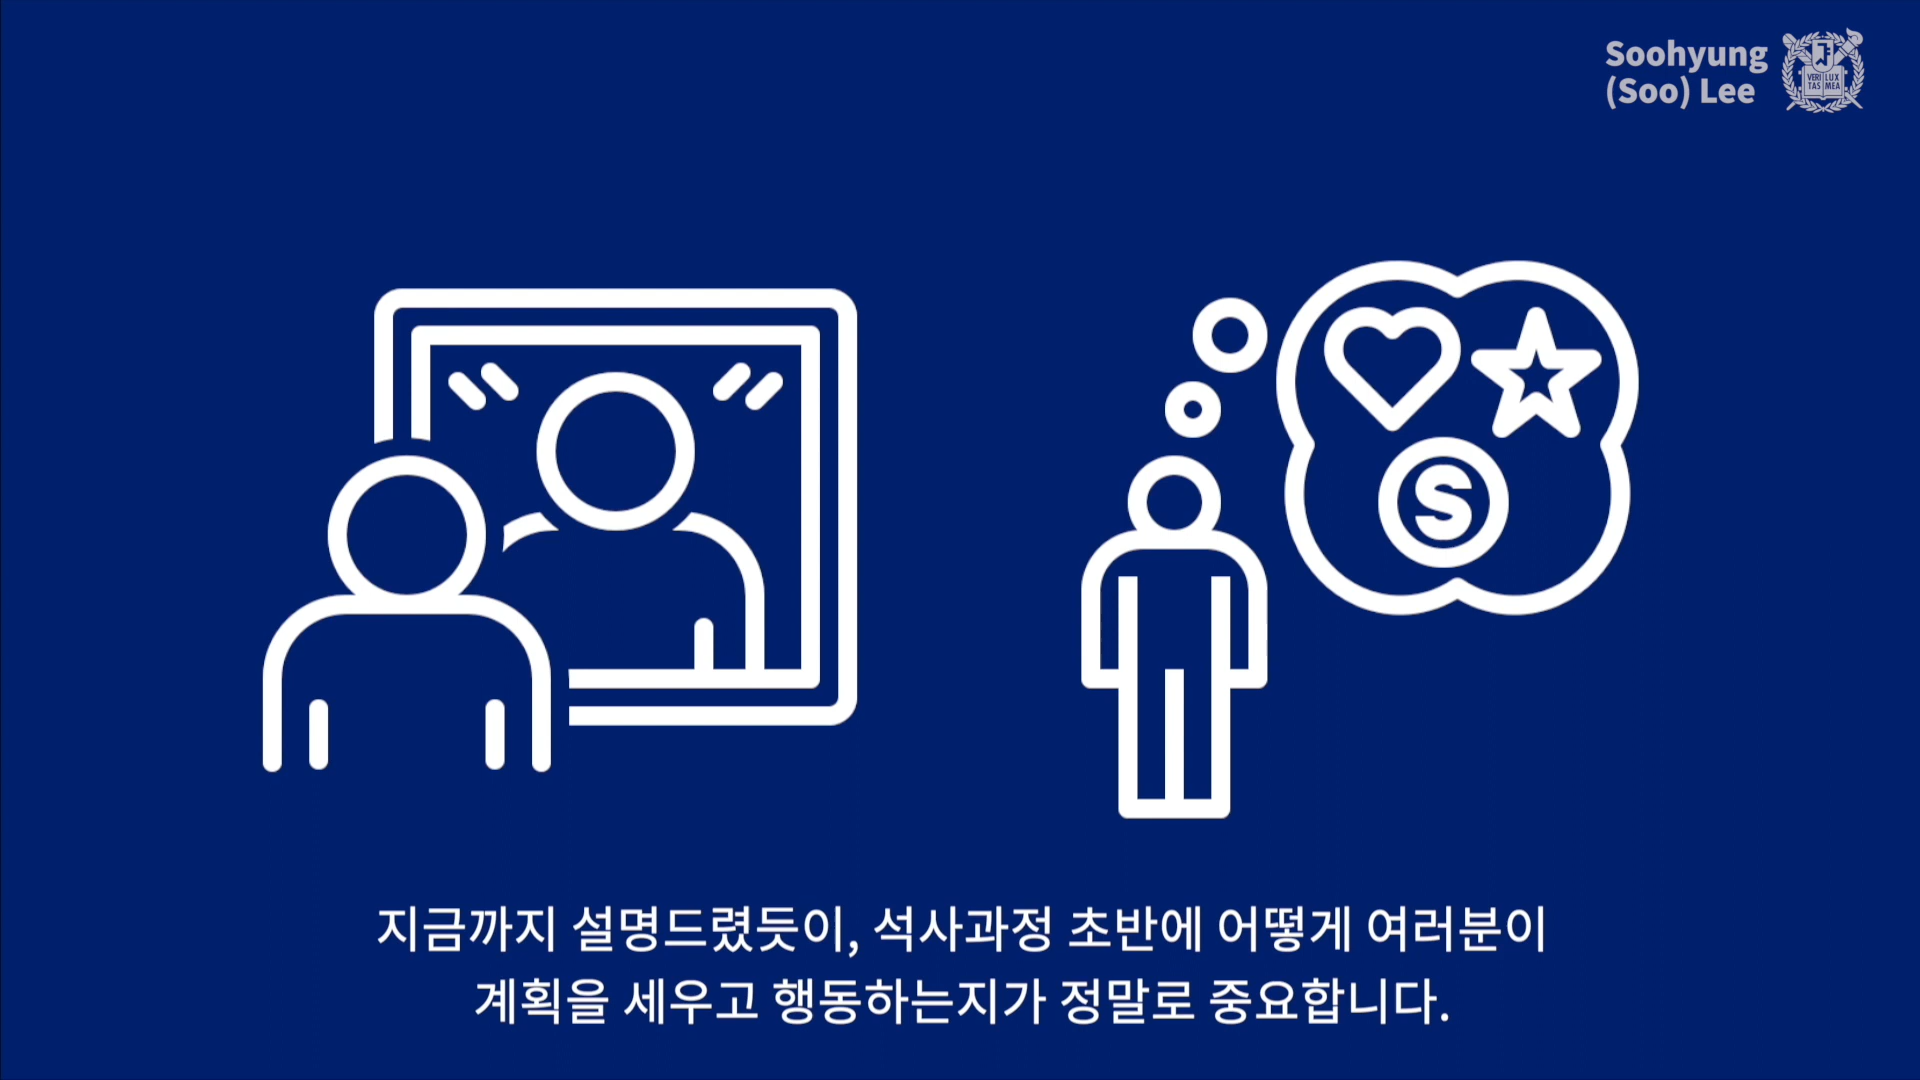 Soohyung
(Soo) Lee
VERI LUX
TAS MEA
S
지금까지 설명드렸듯이, 석사과정 초반에 어떻게 여러분이
계획을 세우고 행동하는지가 정말로 중요합니다.